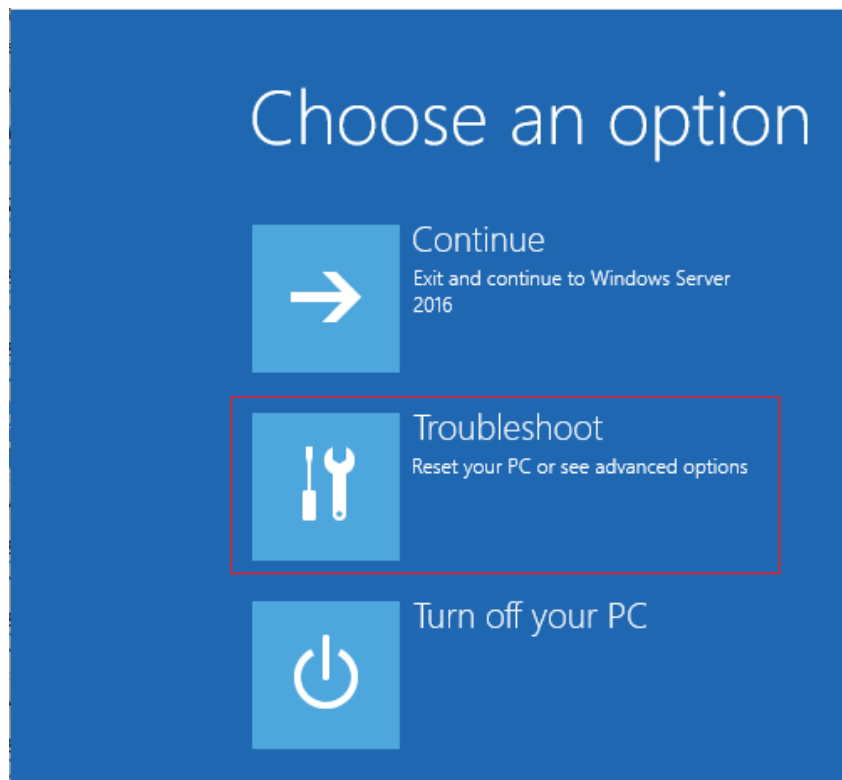 Choose an option
Continue
Exit and continue to Windows Server
2016
Troubleshoot
Reset your PC or see advanced options
Turn off your PC